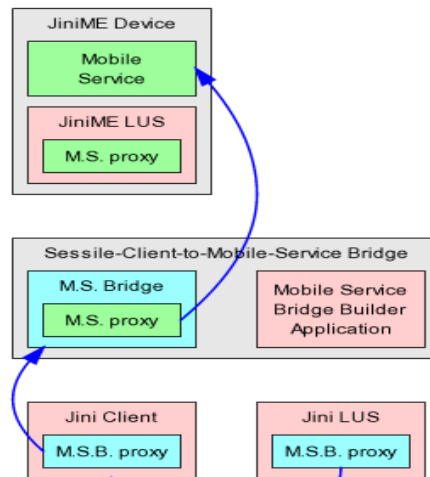 JiniME Device
Mobile
Service
JiniME LUS
M.S. proxy
Sessile-Client-to-Mobile-Service Bridge
M.S. Bridge
M.S. proxy
Mobile Service
Bridge Builder
Application
Jini Client
M.S.B. proxy
Jini LUS
M.S.B. proxy